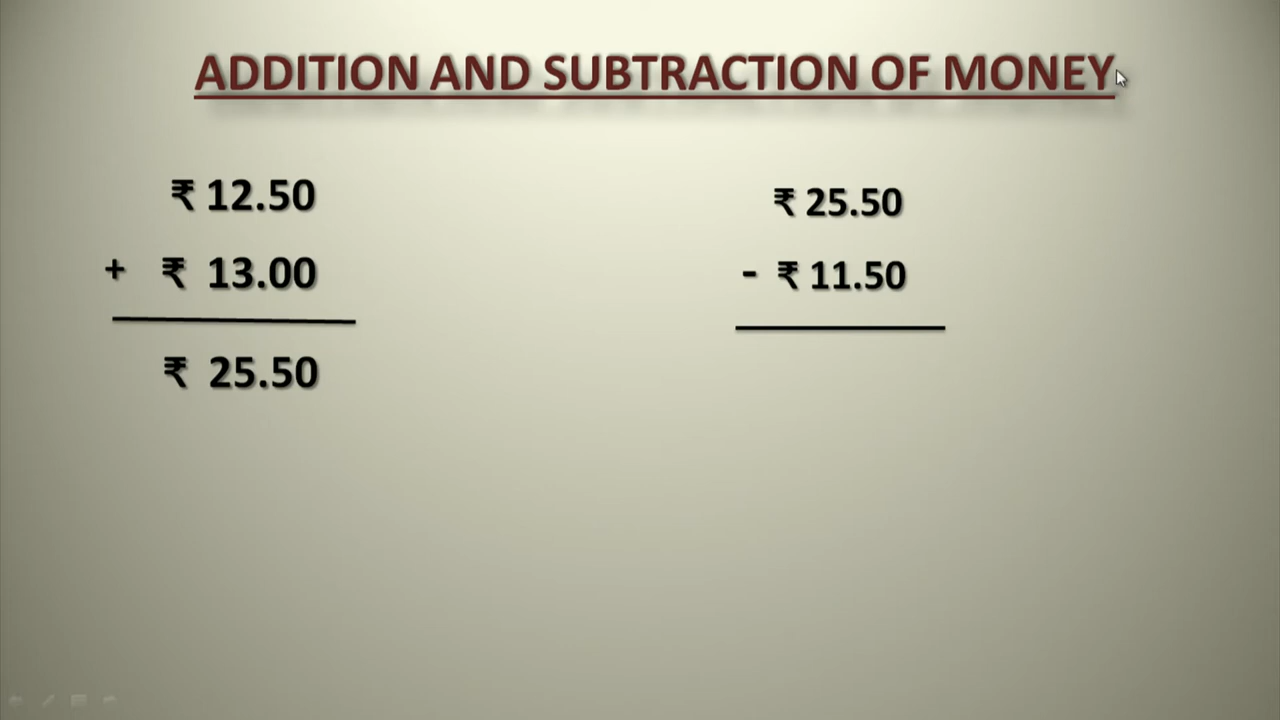 ADDITION AND SUBTRACTION OF MONEY
₹ 12.50
+ ₹ 13.00
₹ 25.50
₹ 25.50
- ₹ 11.50